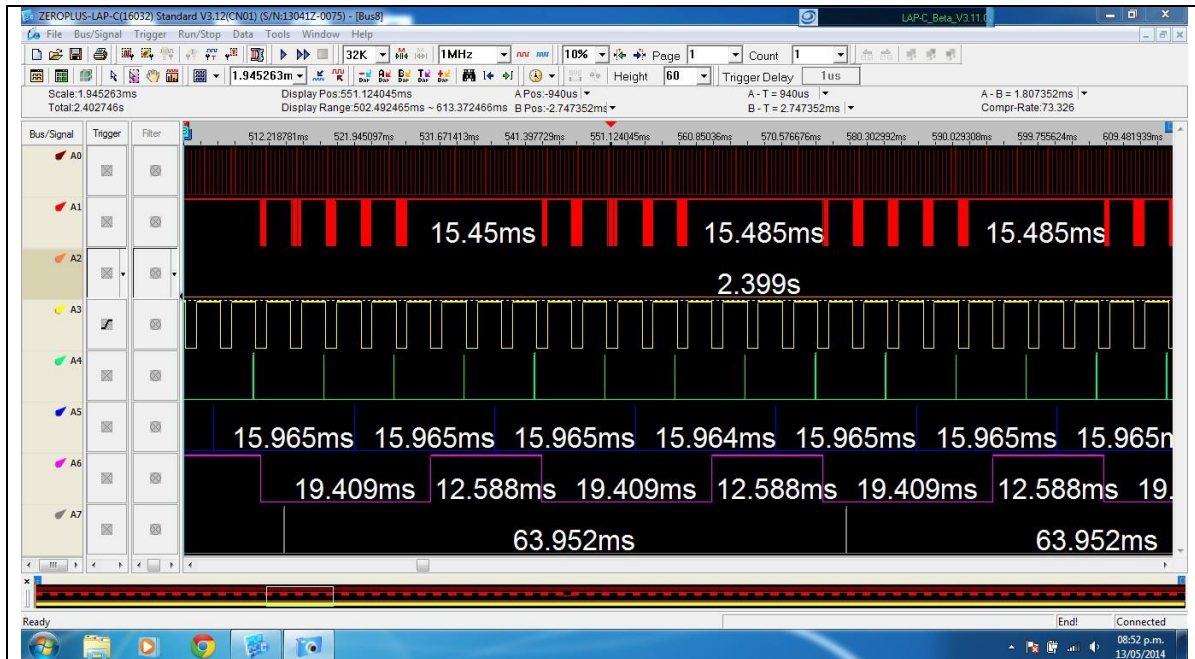 ZEROPLUS-LAP-C(16032) Standard V3.12(CN01) (S/N:13041Z-0075) - [Bus8]
LAP-C_Beta_V3.11.0
File Bus/Signal Trigger Run/Stop Data Tools Window Help
32K 1MHz 10% Page 1 Count 1
1.945263m Height 60 Trigger Delay 1us
Scale:1.945263ms Display Pos:551.124045ms A Pos:-940us A - T = 940us A - B = 1.807352ms
Total:2.402746s Display Range:502.492465ms ~ 613.372466ms B Pos:-2.747352ms B - T = 2.747352ms Compr-Rate:73.326
Bus/Signal Trigger Filter 512.218781ms 521.945097ms 531.671413ms 541.397729ms 551.124045ms 560.85036ms 570.576676ms 580.302992ms 590.029308ms 599.755624ms 609.481939ms
A0
A1 15.45ms 15.485ms 15.485ms
A2 2.399s
A3
A4
A5 15.965ms 15.965ms 15.965ms 15.964ms 15.965ms 15.965ms 15.965m
A6 19.409ms 12.588ms 19.409ms 12.588ms 19.409ms 12.588ms 19.
A7 63.952ms 63.952ms
Ready End! Connected
08:52 p.m.
13/05/2014